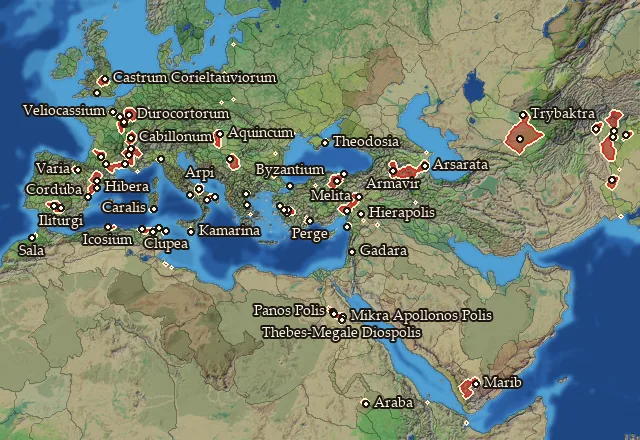 Castrum Corieltauviorum
Veliocassium
Durocortorum
Trybaktra
Cabillonum
Aquincum
Theodosia
Varia
Arpi
Byzantium
Arsarata
Corduba
Hibera
Melita
Armavir
Iliturgi
Caralis
Hierapolis
Icosium
Clupea
Kamarina
Perge
Sala
Gadara
Panos Polis
Mikra Apollonos Polis
Thebes-Megale Diospolis
Marib
Araba